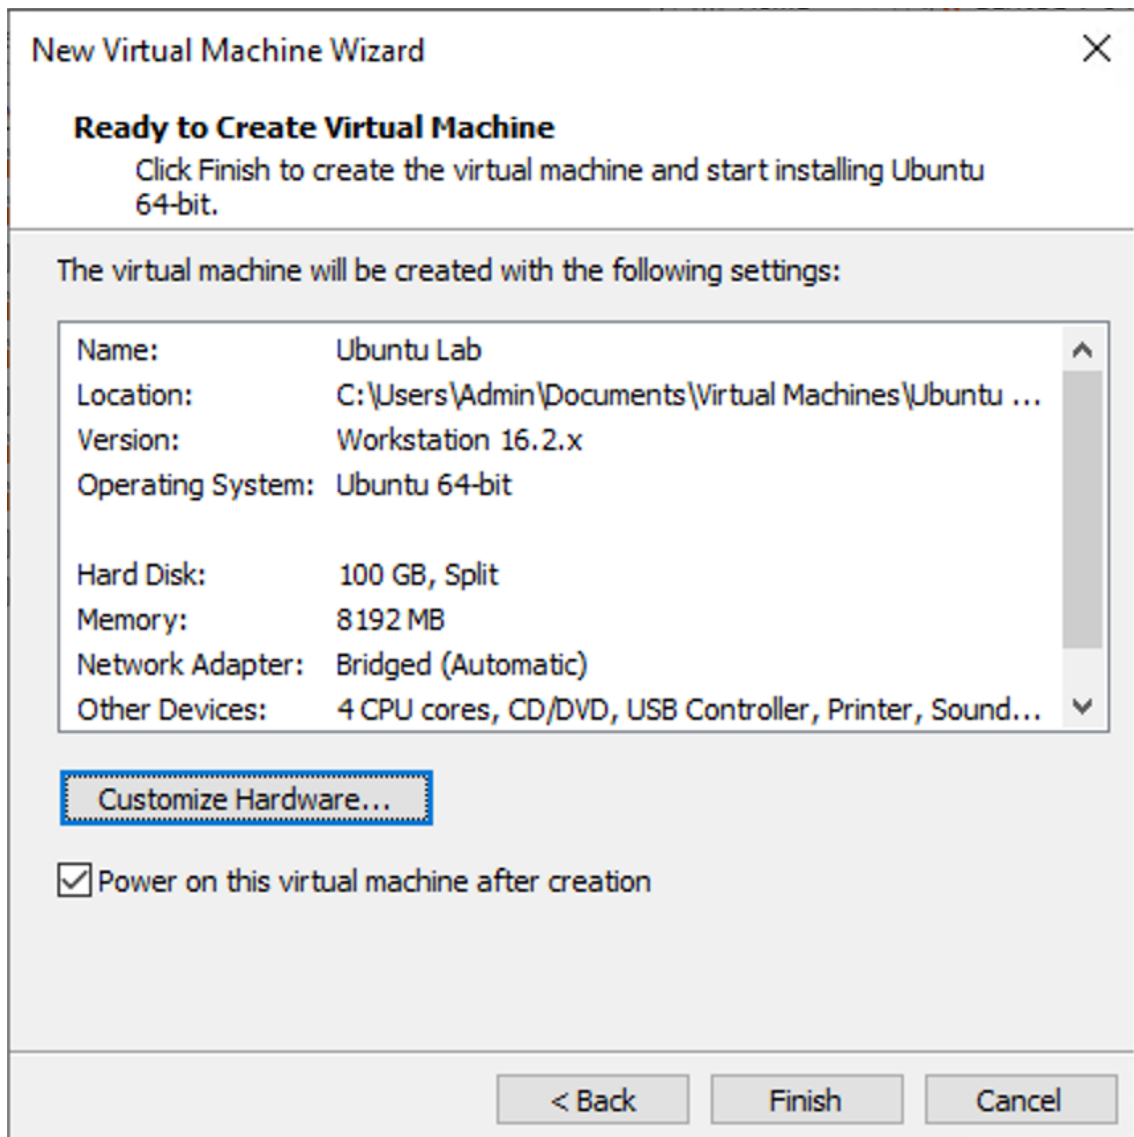 New Virtual Machine Wizard
Ready to Create Virtual Machine
Click Finish to create the virtual machine and start installing Ubuntu
64-bit.
The virtual machine will be created with the following settings:
Name: Ubuntu Lab
Location: C:\Users\Admin\Documents\Virtual Machines\Ubuntu ...
Version: Workstation 16.2.x
Operating System: Ubuntu 64-bit
Hard Disk: 100 GB, Split
Memory: 8192 MB
Network Adapter: Bridged (Automatic)
Other Devices: 4 CPU cores, CD/DVD, USB Controller, Printer, Sound...
Customize Hardware...
Power on this virtual machine after creation
< Back Finish Cancel